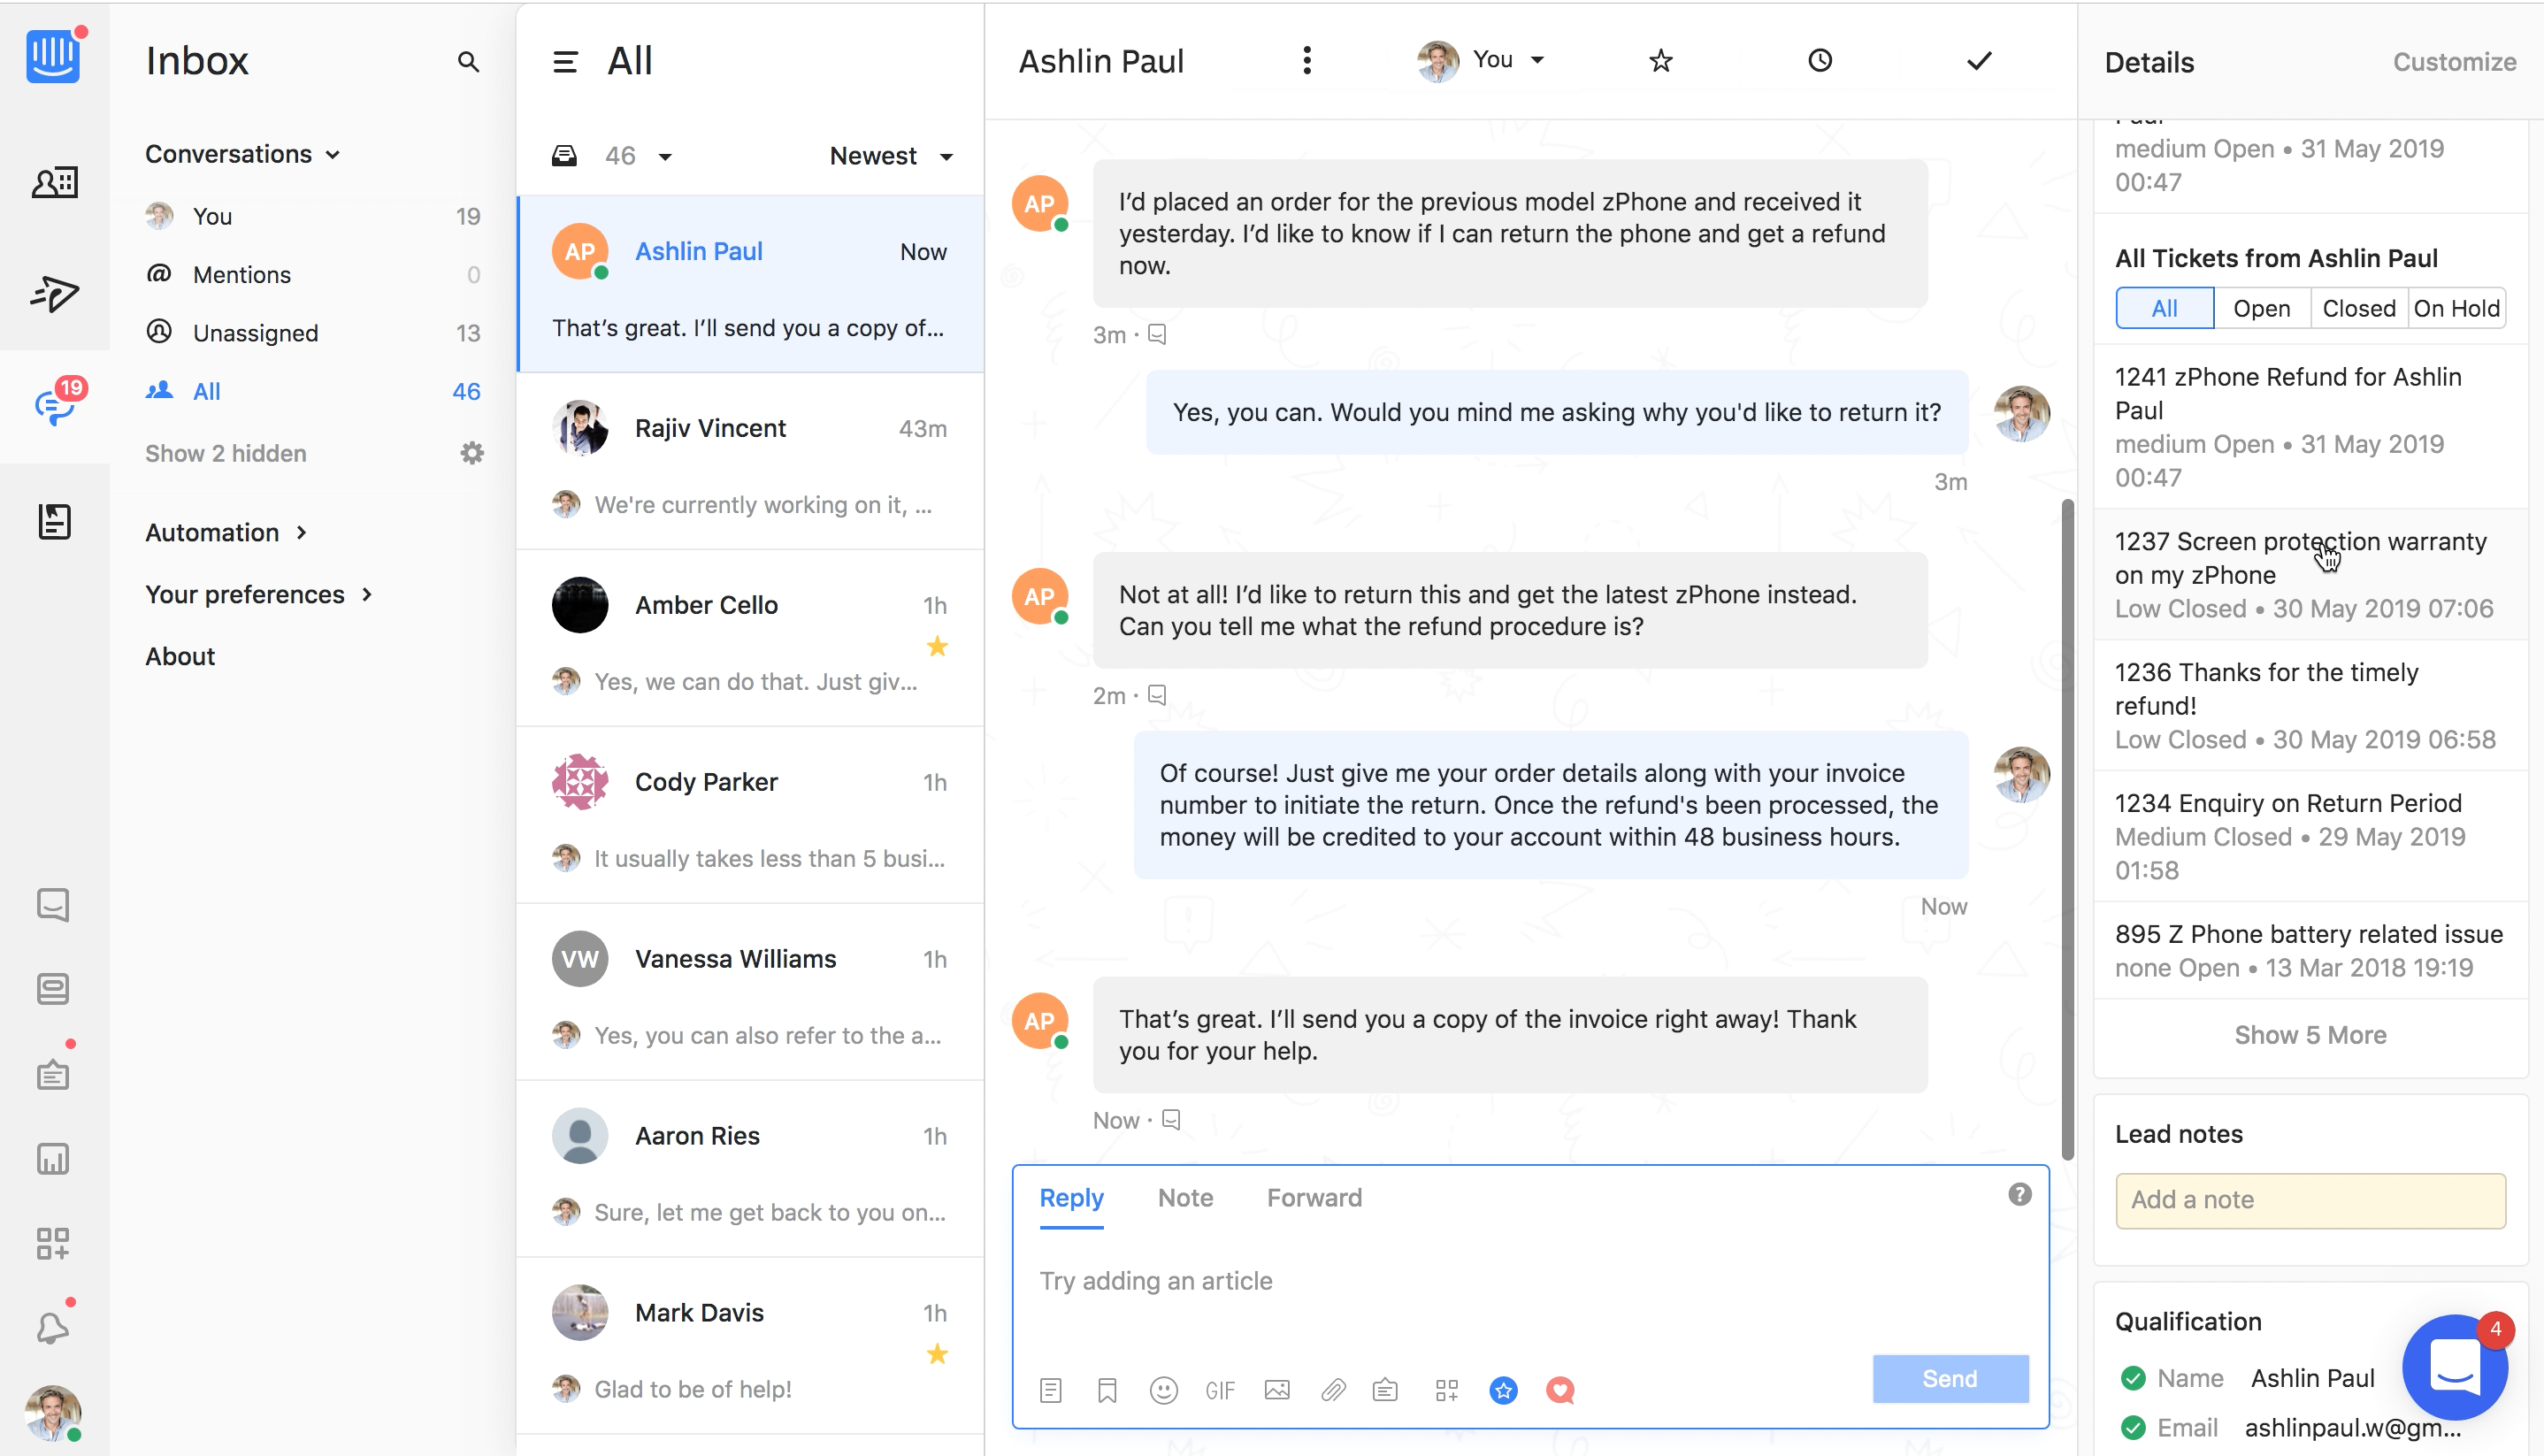 Inbox
Conversations
You 19
@ Mentions 0
Unassigned 13
All 46
Show 2 hidden
Automation
Your preferences
About
19
All
46
Newest
AP Ashlin Paul Now
That’s great. I’ll send you a copy of...
Rajiv Vincent 43m
We're currently working on it, ...
Amber Cello 1h
Yes, we can do that. Just giv...
Cody Parker 1h
It usually takes less than 5 busi...
VW Vanessa Williams 1h
Yes, you can also refer to the a...
Aaron Ries 1h
Sure, let me get back to you on...
Mark Davis 1h
Glad to be of help!
Ashlin Paul
You
AP
I’d placed an order for the previous model zPhone and received it
yesterday. I’d like to know if I can return the phone and get a refund
now.
3m
Yes, you can. Would you mind me asking why you'd like to return it?
3m
AP
Not at all! I’d like to return this and get the latest zPhone instead.
Can you tell me what the refund procedure is?
2m
Of course! Just give me your order details along with your invoice
number to initiate the return. Once the refund's been processed, the
money will be credited to your account within 48 business hours.
Now
AP
That’s great. I’ll send you a copy of the invoice right away! Thank
you for your help.
Now
Reply Note Forward
?
Try adding an article
GIF
Send
Details Customize
Paul
medium Open • 31 May 2019
00:47
All Tickets from Ashlin Paul
All Open Closed On Hold
1241 zPhone Refund for Ashlin
Paul
medium Open • 31 May 2019
00:47
1237 Screen protection warranty
on my zPhone
Low Closed • 30 May 2019 07:06
1236 Thanks for the timely
refund!
Low Closed • 30 May 2019 06:58
1234 Enquiry on Return Period
Medium Closed • 29 May 2019
01:58
895 Z Phone battery related issue
none Open • 13 Mar 2018 19:19
Show 5 More
Lead notes
Add a note
Qualification
4
Name Ashlin Paul
Email ashlinpaul.w@gm...